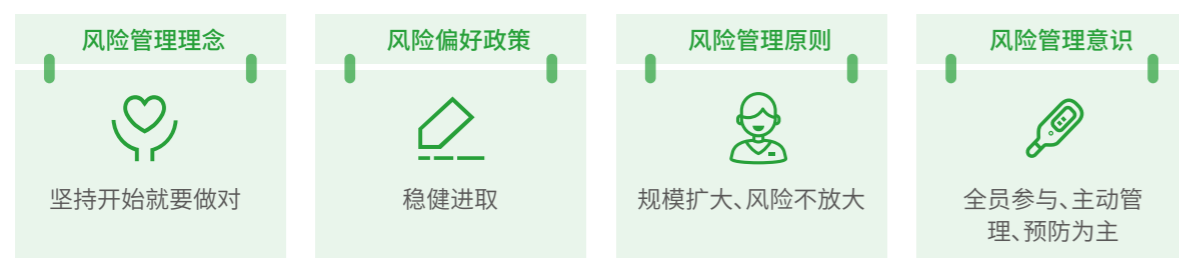 风险管理理念
坚持开始就要做对
风险偏好政策
稳健进取
风险管理原则
规模扩大、风险不放大
风险管理意识
全员参与、主动管
理、预防为主